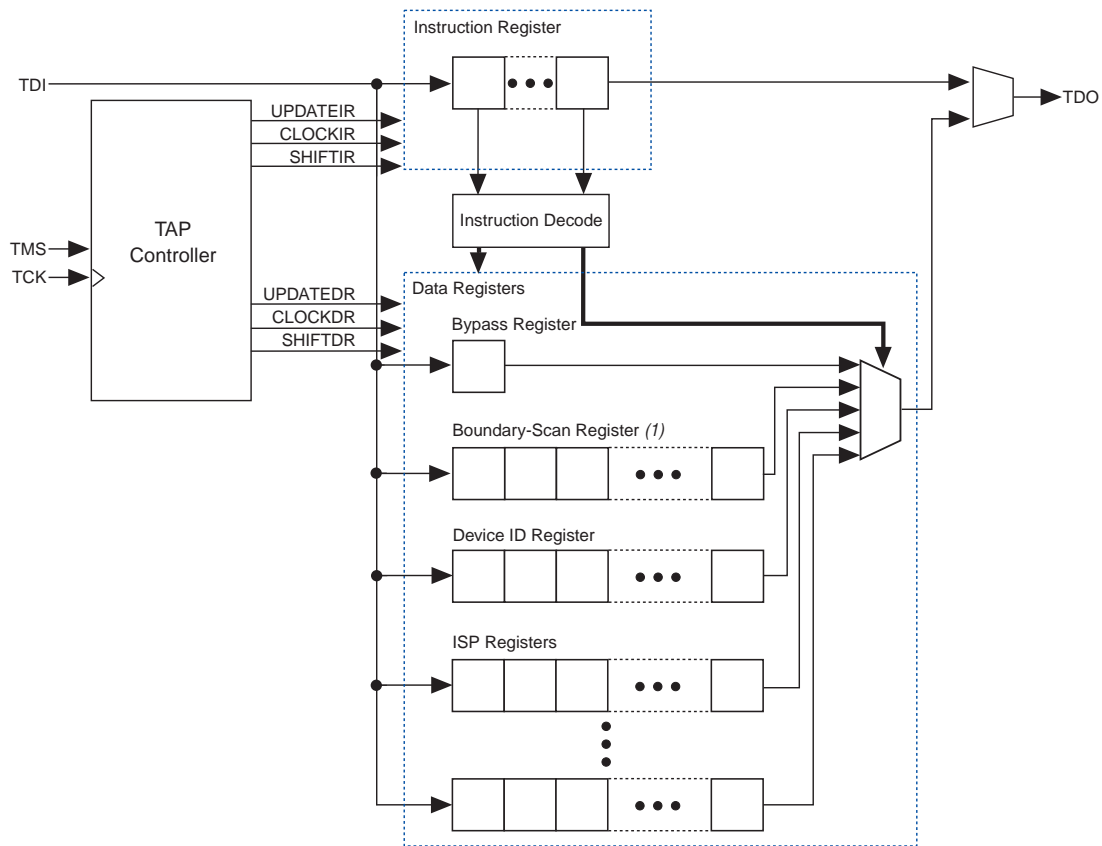 Instruction Register
TDI
TDO
UPDATEIR
CLOCKIR
SHIFTIR
TAP
Controller
Instruction Decode
TMS
TCK
Data Registers
UPDATEDR
CLOCKDR
SHIFTDR
Bypass Register
Boundary-Scan Register (1)
Device ID Register
ISP Registers